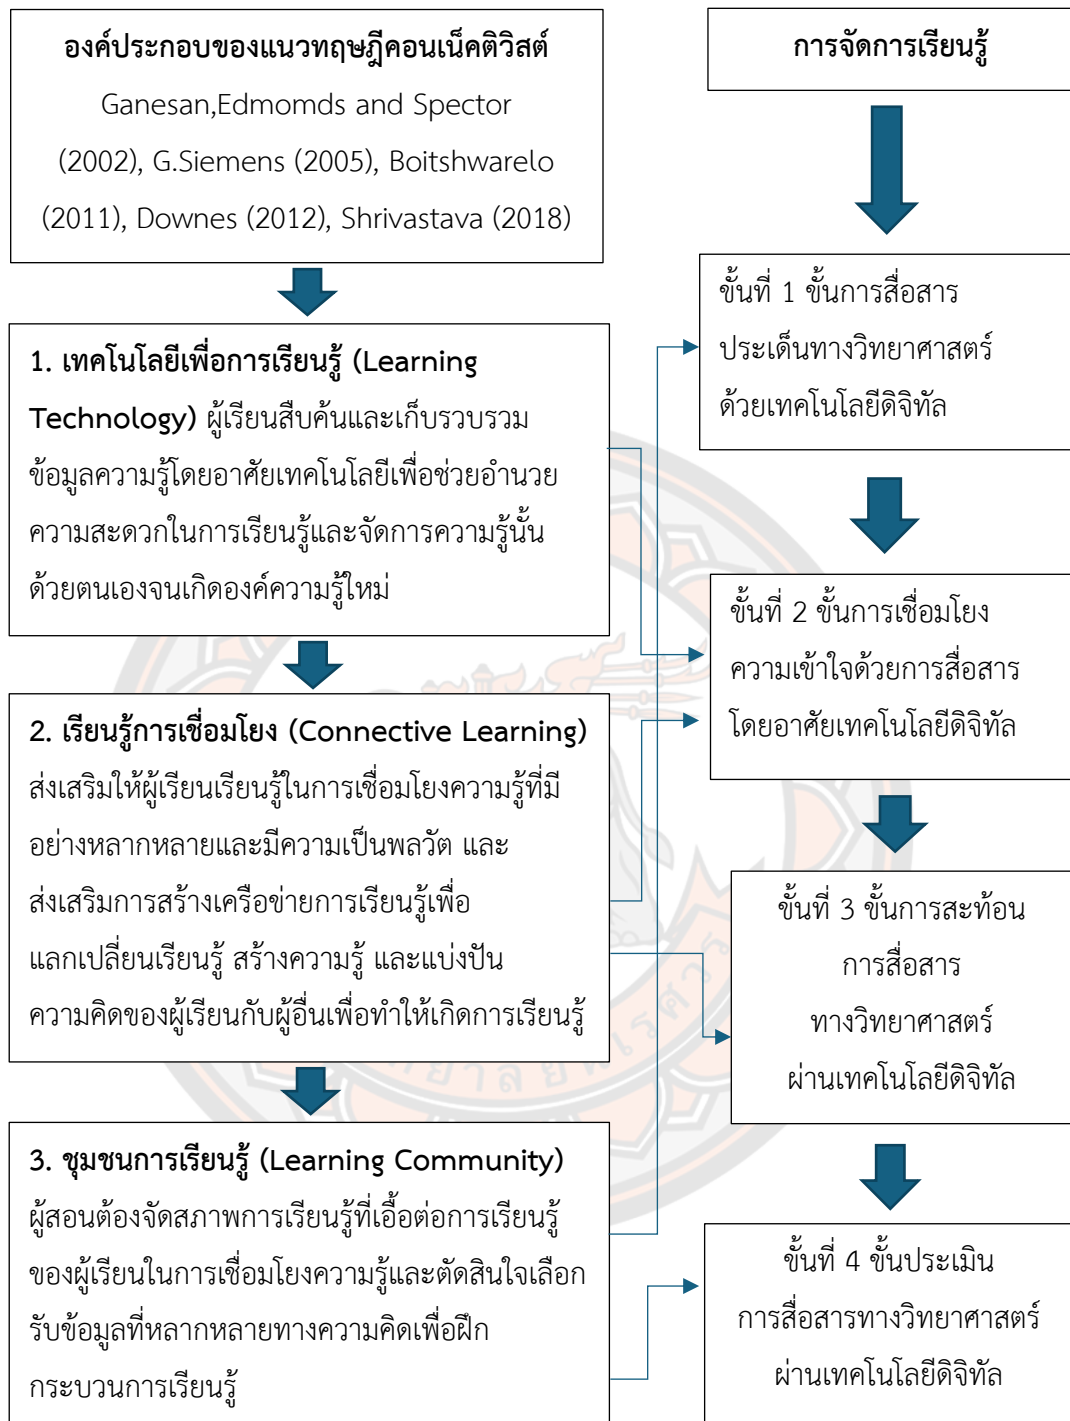 องค์ประกอบของแนวทฤษฎีคอนเน็คติวิสต์
Ganesan,Edmomds and Spector
(2002), G.Siemens (2005), Boitshwarelo
(2011), Downes (2012), Shrivastava (2018)
1. เทคโนโลยีเพื่อการเรียนรู้ (Learning
Technology) ผู้เรียนสืบค้นและเก็บรวบรวม
ข้อมูลความรู้โดยอาศัยเทคโนโลยีเพื่อช่วยอำนวย
ความสะดวกในการเรียนรู้และจัดการความรู้นั้น
ด้วยตนเองจนเกิดองค์ความรู้ใหม่
2. เรียนรู้การเชื่อมโยง (Connective Learning)
ส่งเสริมให้ผู้เรียนเรียนรู้ในการเชื่อมโยงความรู้ที่มี
อย่างหลากหลายและมีความเป็นพลวัต และ
ส่งเสริมการสร้างเครือข่ายการเรียนรู้เพื่อ
แลกเปลี่ยนเรียนรู้ สร้างความรู้ และแบ่งปัน
ความคิดของผู้เรียนกับผู้อื่นเพื่อทำให้เกิดการเรียนรู้
3. ชุมชนการเรียนรู้ (Learning Community)
ผู้สอนต้องจัดสภาพการเรียนรู้ที่เอื้อต่อการเรียนรู้
ของผู้เรียนในการเชื่อมโยงความรู้และตัดสินใจเลือก
รับข้อมูลที่หลากหลายทางความคิดเพื่อฝึก
กระบวนการเรียนรู้
การจัดการเรียนรู้
ขั้นที่ 1 ขั้นการสื่อสาร
ประเด็นทางวิทยาศาสตร์
ด้วยเทคโนโลยีดิจิทัล
ขั้นที่ 2 ขั้นการเชื่อมโยง
ความเข้าใจด้วยการสื่อสาร
โดยอาศัยเทคโนโลยีดิจิทัล
ขั้นที่ 3 ขั้นการสะท้อน
การสื่อสาร
ทางวิทยาศาสตร์
ผ่านเทคโนโลยีดิจิทัล
ขั้นที่ 4 ขั้นประเมิน
การสื่อสารทางวิทยาศาสตร์
ผ่านเทคโนโลยีดิจิทัล